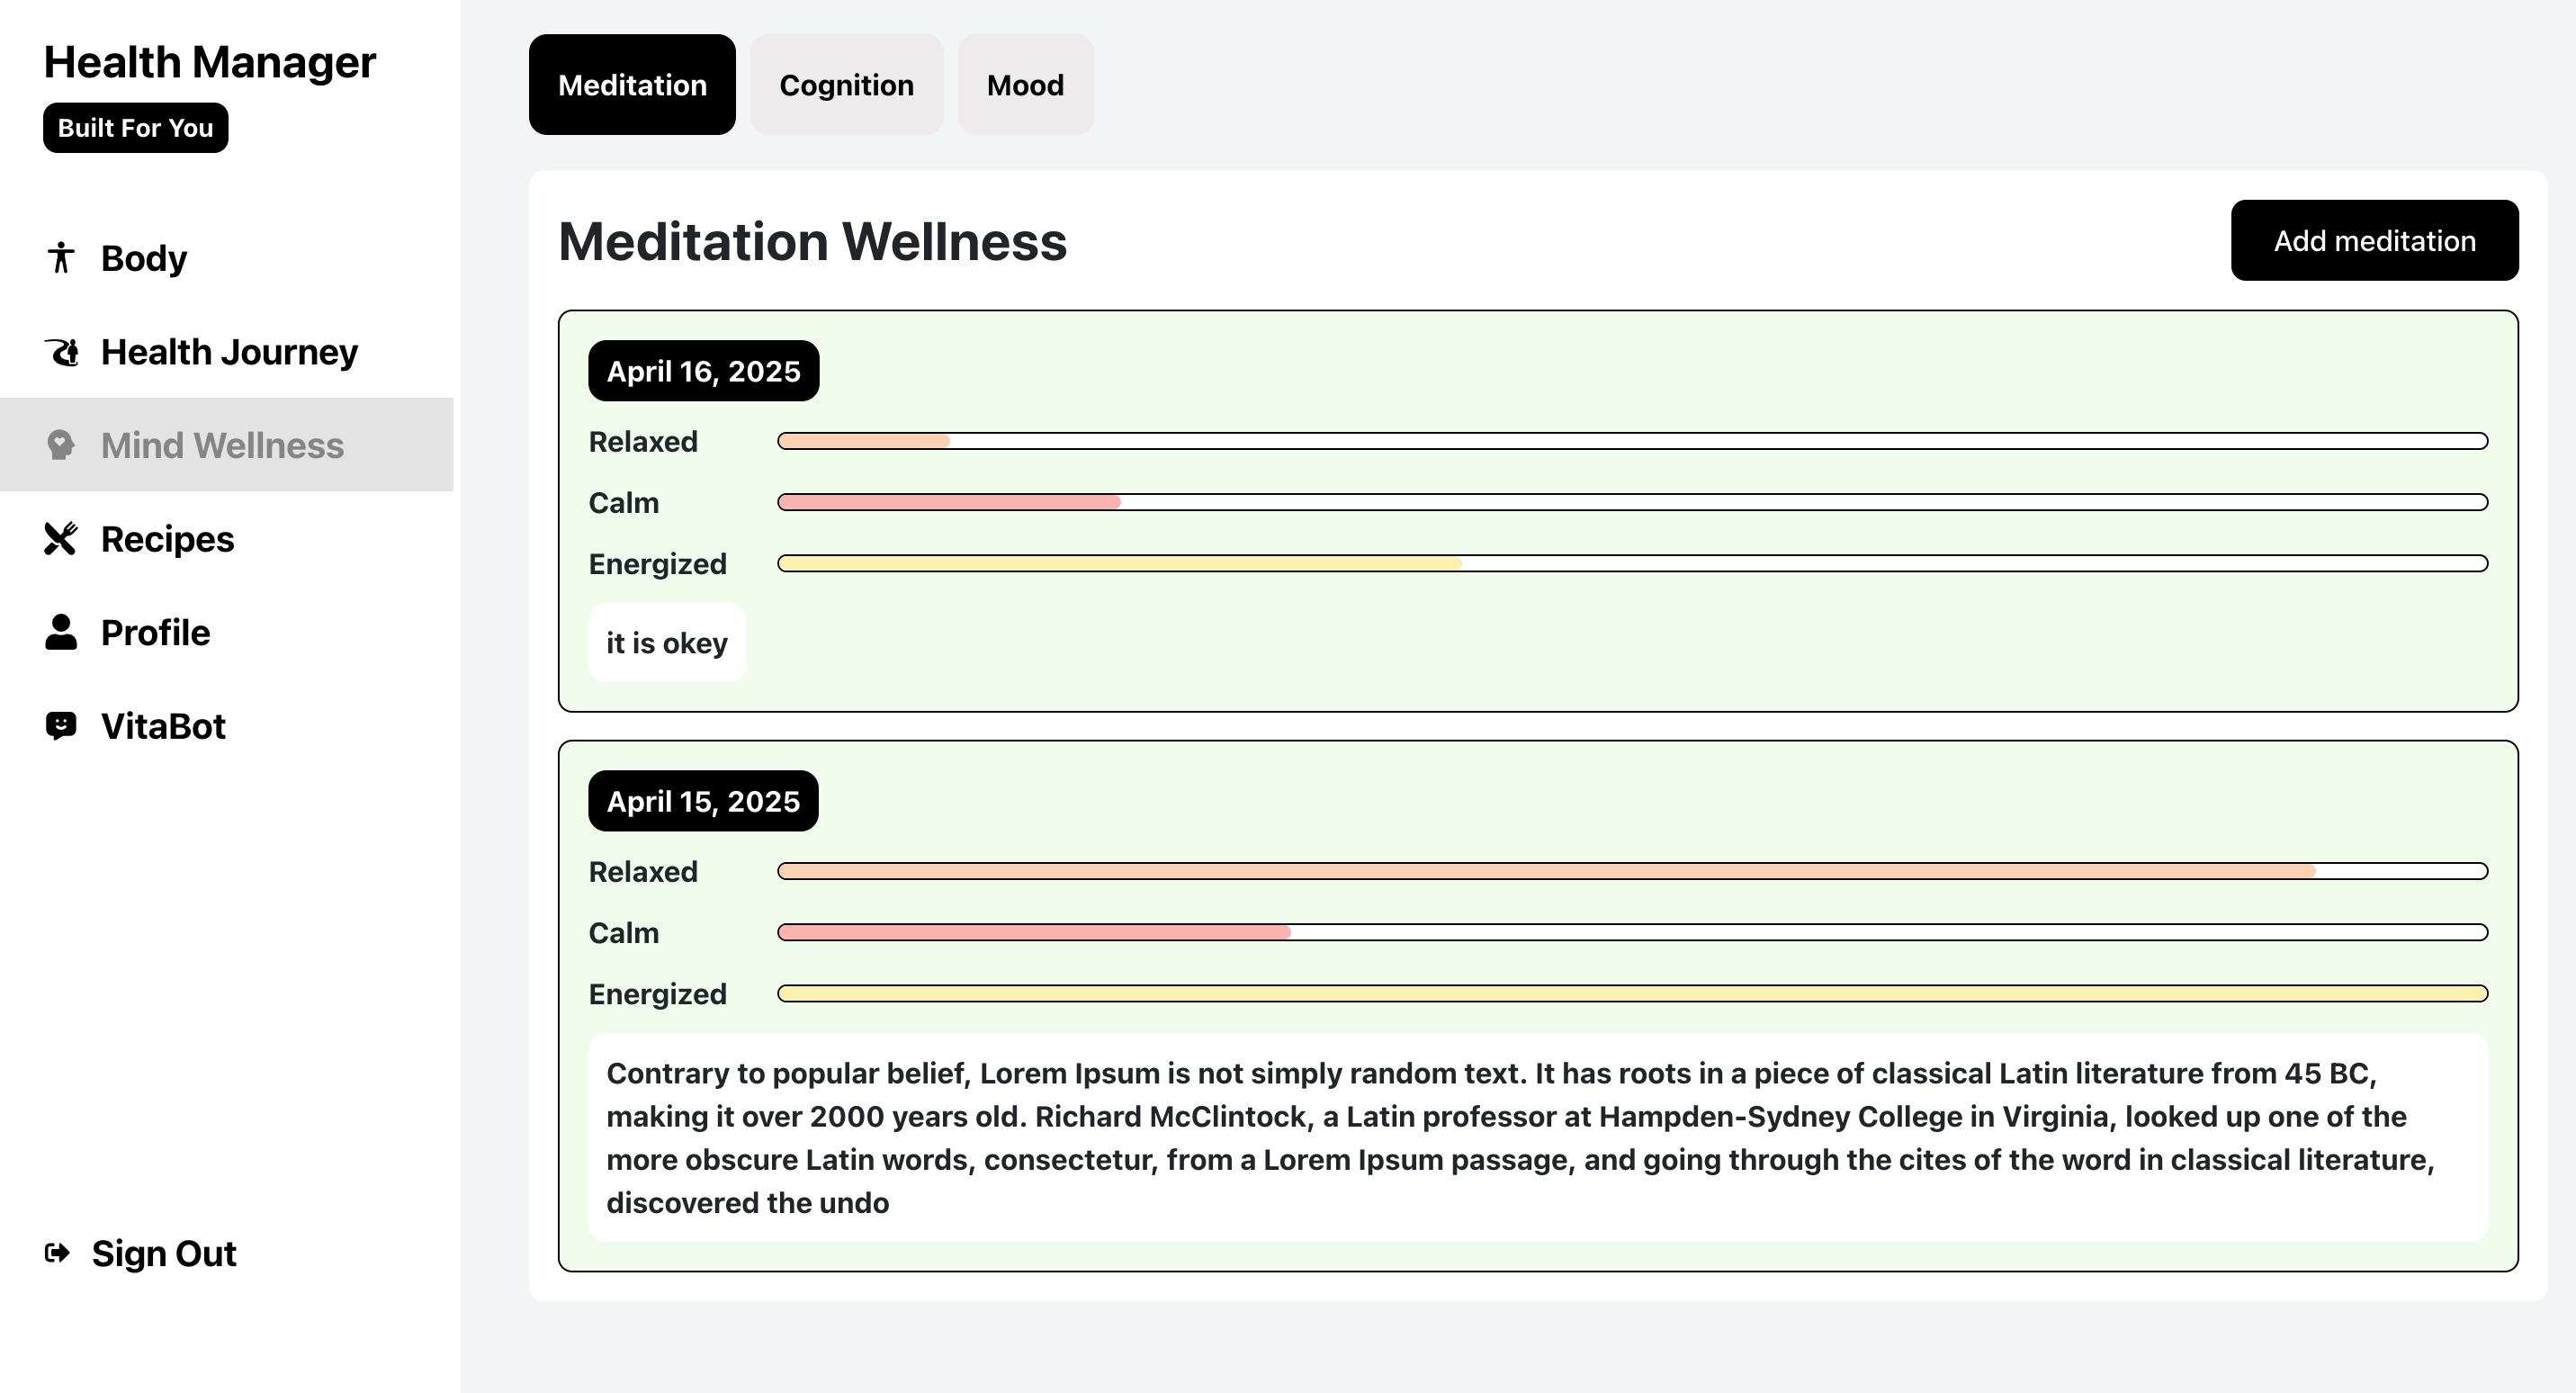 Health Manager
Built For You
Body
Health Journey
Mind Wellness
Recipes
Profile
VitaBot
Sign Out
Meditation
Cognition
Mood
Meditation Wellness
Add meditation
April 16, 2025
Relaxed
Calm
Energized
it is okey
April 15, 2025
Relaxed
Calm
Energized
Contrary to popular belief, Lorem Ipsum is not simply random text. It has roots in a piece of classical Latin literature from 45 BC,
making it over 2000 years old. Richard McClintock, a Latin professor at Hampden-Sydney College in Virginia, looked up one of the
more obscure Latin words, consectetur, from a Lorem Ipsum passage, and going through the cites of the word in classical literature,
discovered the undo